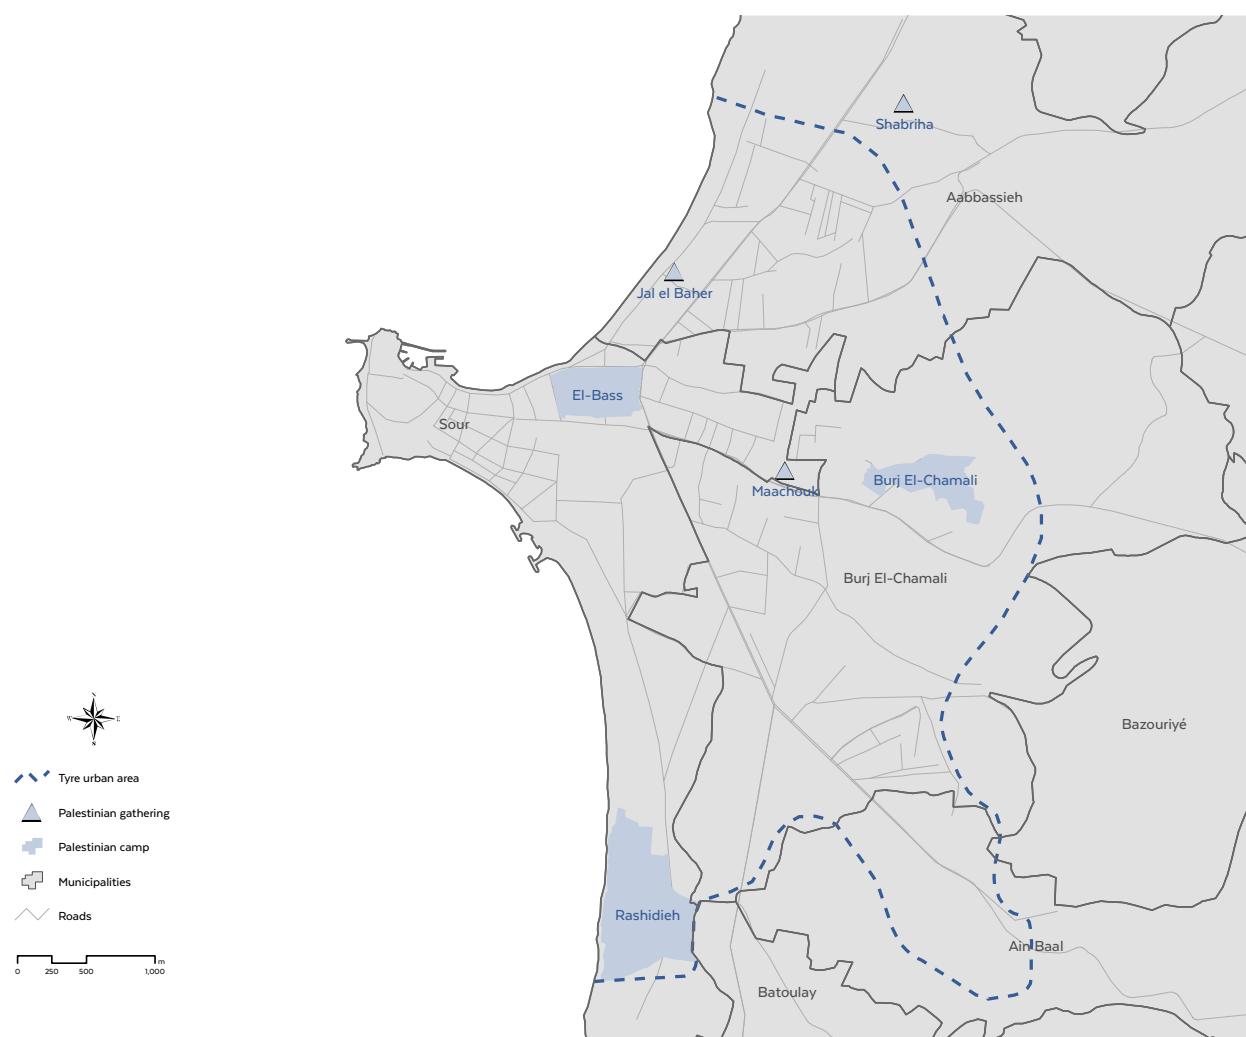 Shabriha
Aabbassieh
Jal el Baher
El-Bass
Sour
Burj El-Chamali
Maachouk
Burj El-Chamali
Bazouriyé
Rashidieh
Ain Baal
Batoulay
N
W
E
S
Tyre urban area
Palestinian gathering
Palestinian camp
Municipalities
Roads
m
0 250 500 1,000